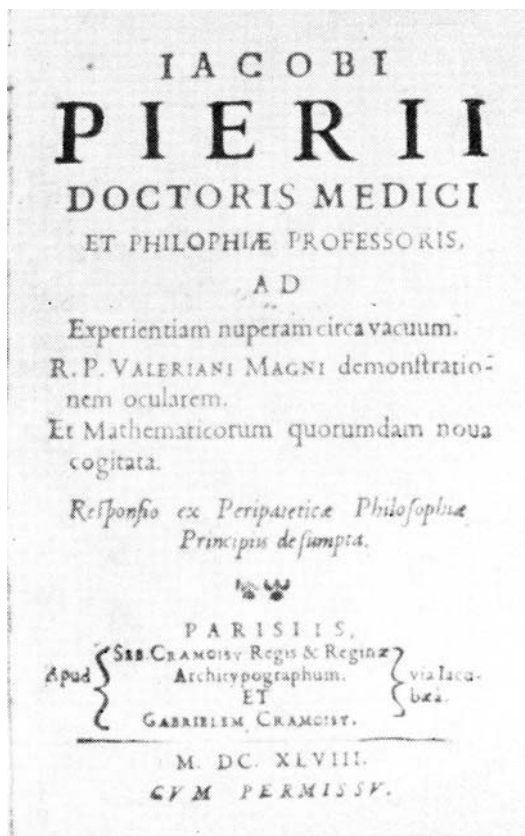 IACOBI
PIERII
DOCTORIS MEDICI
ET PHILOPHIÆ PROFESSORIS,
AD
Experientiam nuperam circa vacuum.
R. P. VALERIANI MAGNI demonſtratio-
nem ocularem.
Et Mathematicorum quorumdam noua
cogitata.
Reſponſio ex Peripateticæ Philoſophiæ
Principiis deſumpta.
PARISIIS,
Apud
SEB. CRAMOISY Regis & Reginæ
Architypographum.
ET
GABRIELEM CRAMOISY.
via Iaco-
bæa.
M. DC. XLVIII.
CVM PERMISSV.